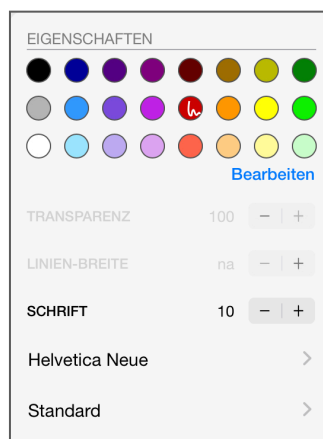 EIGENSCHAFTEN
Bearbeiten
TRANSPARENZ 100 − +
LINIEN-BREITE na − +
SCHRIFT 10 − +
Helvetica Neue
Standard